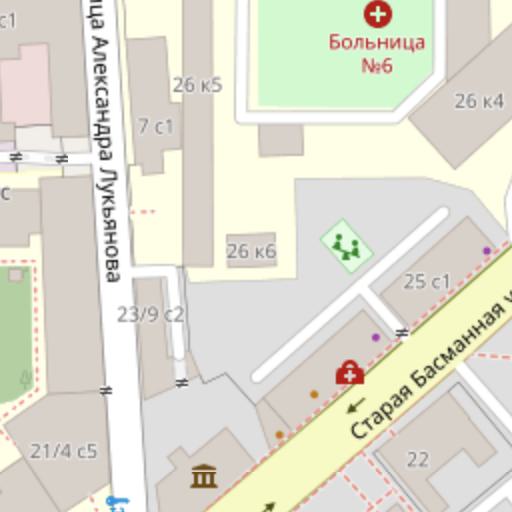 с1
ица Александра Лукьянова
Больница
№6
26 к5
26 к4
7 с1
с
26 к6
25 с1
23/9 с2
Старая Басманная у
21/4 с5
22